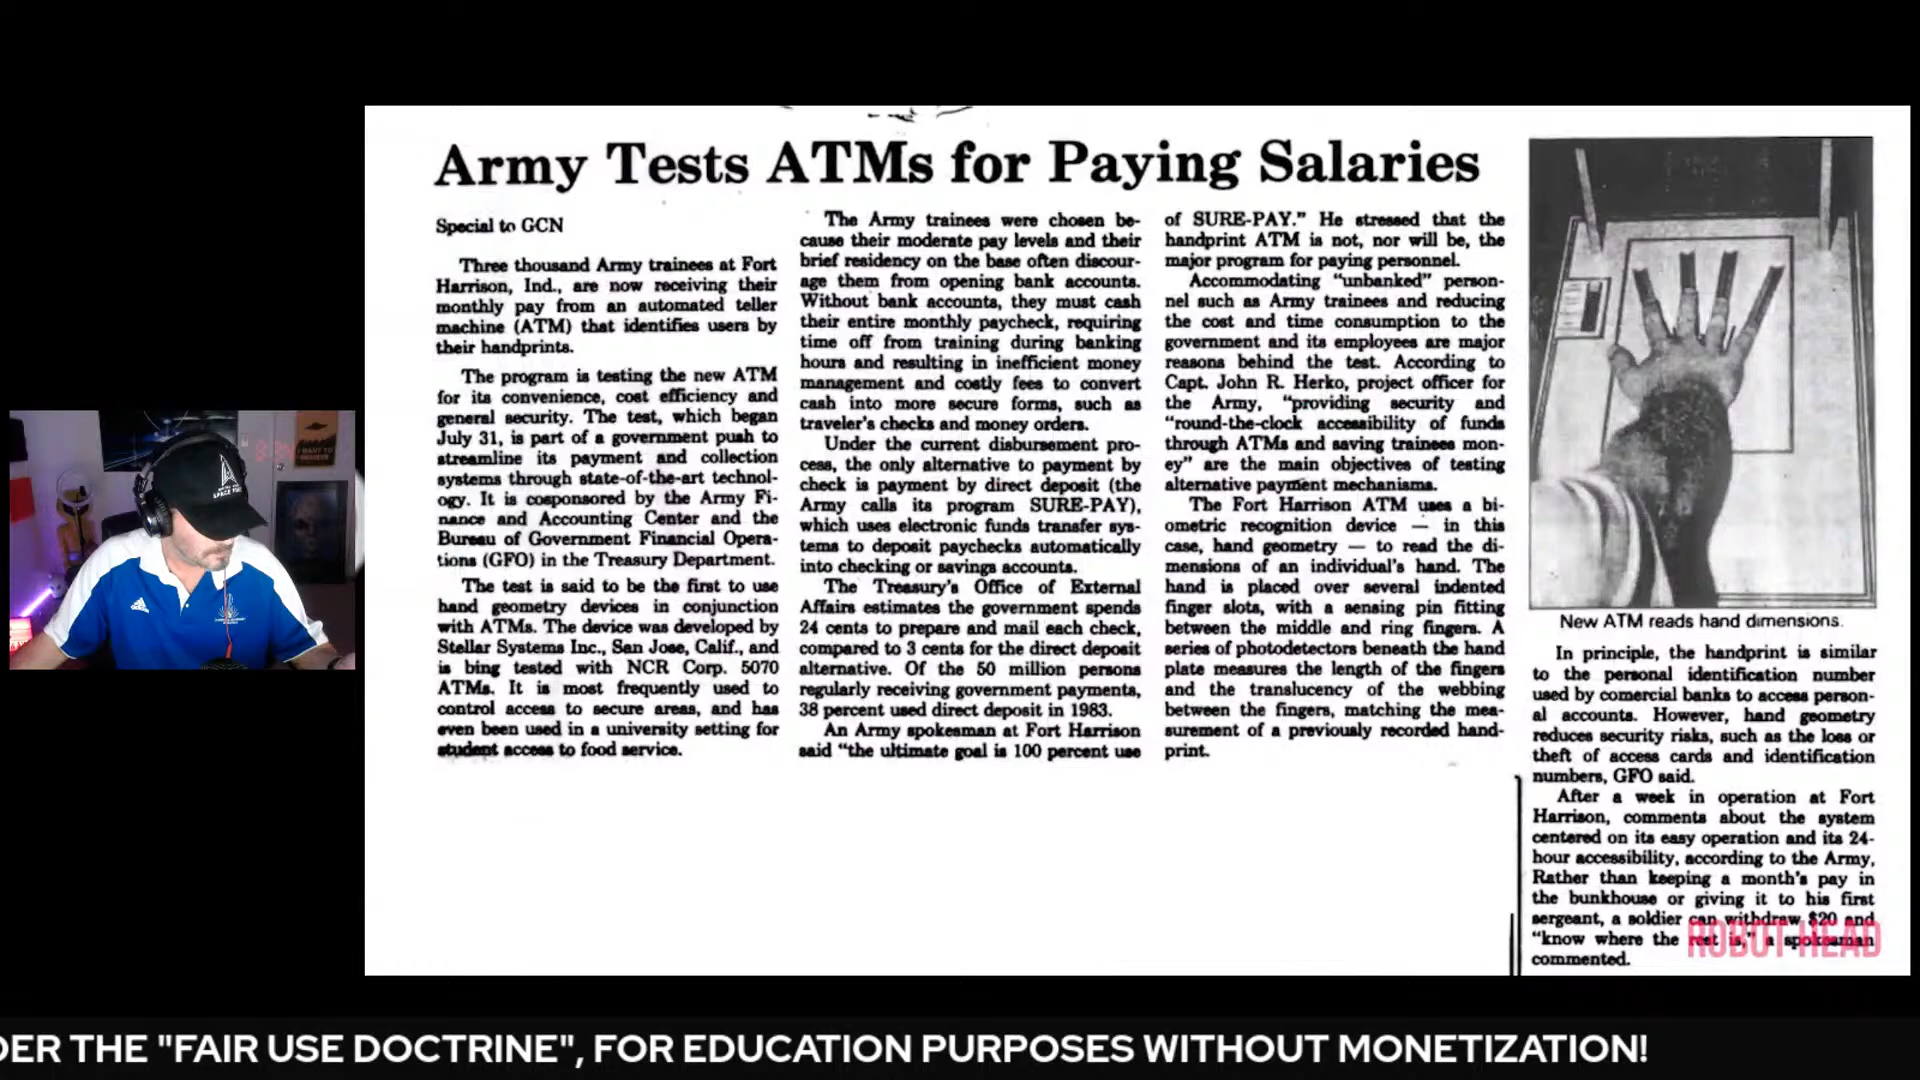 Army Tests ATMs for Paying Salaries
Special to GCN
Three thousand Army trainees at Fort
Harrison, Ind., are now receiving their
monthly pay from an automated teller
machine (ATM) that identifies users by
their handprints.
The program is testing the new ATM
for its convenience, cost efficiency and
general security. The test, which began
July 31, is part of a government push to
streamline its payment and collection
systems through state-of-the-art technol-
ogy. It is cosponsored by the Army Fi-
nance and Accounting Center and the
Bureau of Government Financial Opera-
tions (GFO) in the Treasury Department.
The test is said to be the first to use
hand geometry devices in conjunction
with ATMs. The device was developed by
Stellar Systems Inc., San Jose, Calif., and
is bing tested with NCR Corp. 5070
ATMs. It is most frequently used to
control access to secure areas, and has
even been used in a university setting for
student access to food service.
The Army trainees were chosen be-
cause their moderate pay levels and their
brief residency on the base often discour-
age them from opening bank accounts.
Without bank accounts, they must cash
their entire monthly paycheck, requiring
time off from training during banking
hours and resulting in inefficient money
management and costly fees to convert
cash into more secure forms, such as
traveler's checks and money orders.
Under the current disbursement pro-
cess, the only alternative to payment by
check is payment by direct deposit (the
Army calls its program SURE-PAY),
which uses electronic funds transfer sys-
tems to deposit paychecks automatically
into checking or savings accounts.
The Treasury's Office of External
Affairs estimates the government spends
24 cents to prepare and mail each check,
compared to 3 cents for the direct deposit
alternative. Of the 50 million persons
regularly receiving government payments,
38 percent used direct deposit in 1983.
An Army spokesman at Fort Harrison
said "the ultimate goal is 100 percent use
of SURE-PAY." He stressed that the
handprint ATM is not, nor will be, the
major program for paying personnel.
Accommodating "unbanked" person-
nel such as Army trainees and reducing
the cost and time consumption to the
government and its employees are major
reasons behind the test. According to
Capt. John R. Herko, project officer for
the Army, "providing security and
"round-the-clock accessibility of funds
through ATMs and saving trainees mon-
ey" are the main objectives of testing
alternative payment mechanisms.
The Fort Harrison ATM uses a bi-
ometric recognition device — in this
case, hand geometry — to read the di-
mensions of an individual's hand. The
hand is placed over several indented
finger slots, with a sensing pin fitting
between the middle and ring fingers. A
series of photodetectors beneath the hand
plate measures the length of the fingers
and the translucency of the webbing
between the fingers, matching the mea-
surement of a previously recorded hand-
print.
New ATM reads hand dimensions.
In principle, the handprint is similar
to the personal identification number
used by comercial banks to access person-
al accounts. However, hand geometry
reduces security risks, such as the loss or
theft of access cards and identification
numbers, GFO said.
After a week in operation at Fort
Harrison, comments about the system
centered on its easy operation and its 24-
hour accessibility, according to the Army.
Rather than keeping a month's pay in
the bunkhouse or giving it to his first
sergeant, a soldier can withdraw $20 and
"know where the rest is," a spokesman
commented.
ROBOT HEAD
DER THE "FAIR USE DOCTRINE", FOR EDUCATION PURPOSES WITHOUT MONETIZATION!